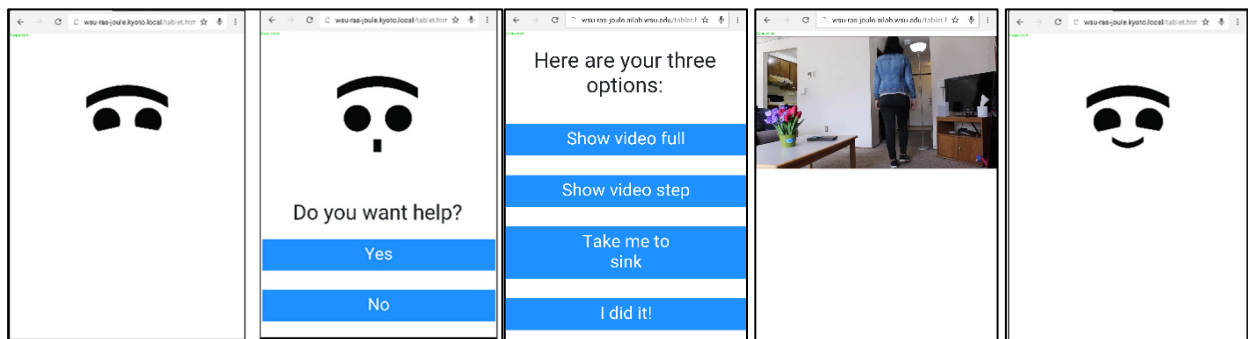 wsu-ras-joule.kyoto.local/tablet.htm
wsu-ras-joule.kyoto.local/tablet.htm
Do you want help?
Yes
No
wsu-ras-joule.ailab.wsu.edu/tablet.h
Here are your three
options:
Show video full
Show video step
Take me to
sink
I did it!
wsu-ras-joule.ailab.wsu.edu/tablet.h
wsu-ras-joule.kyoto.local/tablet.htm